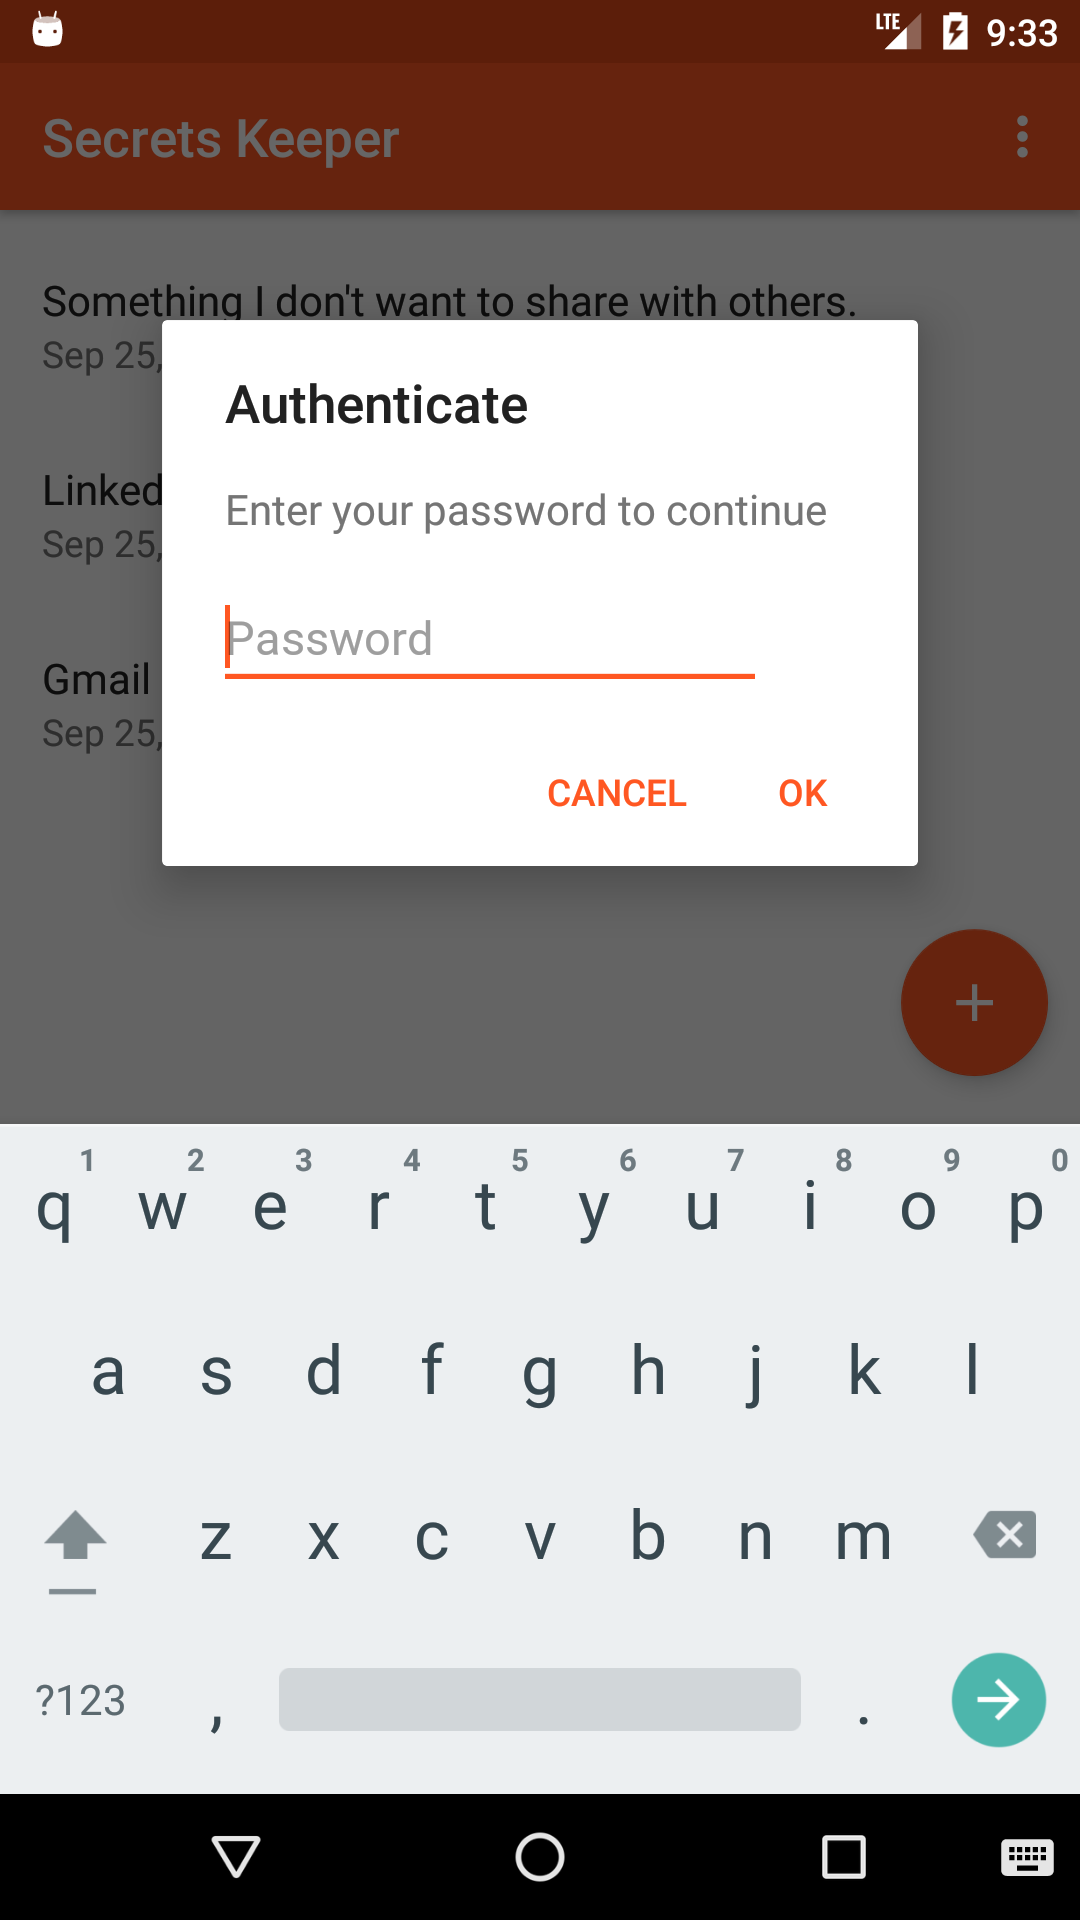 LTE 9:33
Secrets Keeper
Something I don't want to share with others.
Sep 25,
Authenticate
Enter your password to continue
Linked
Sep 25,
Password
Gmail
Sep 25,
CANCEL OK
+
1 2 3 4 5 6 7 8 9 0
q w e r t y u i o p
a s d f g h j k l
z x c v b n m
?123 , .